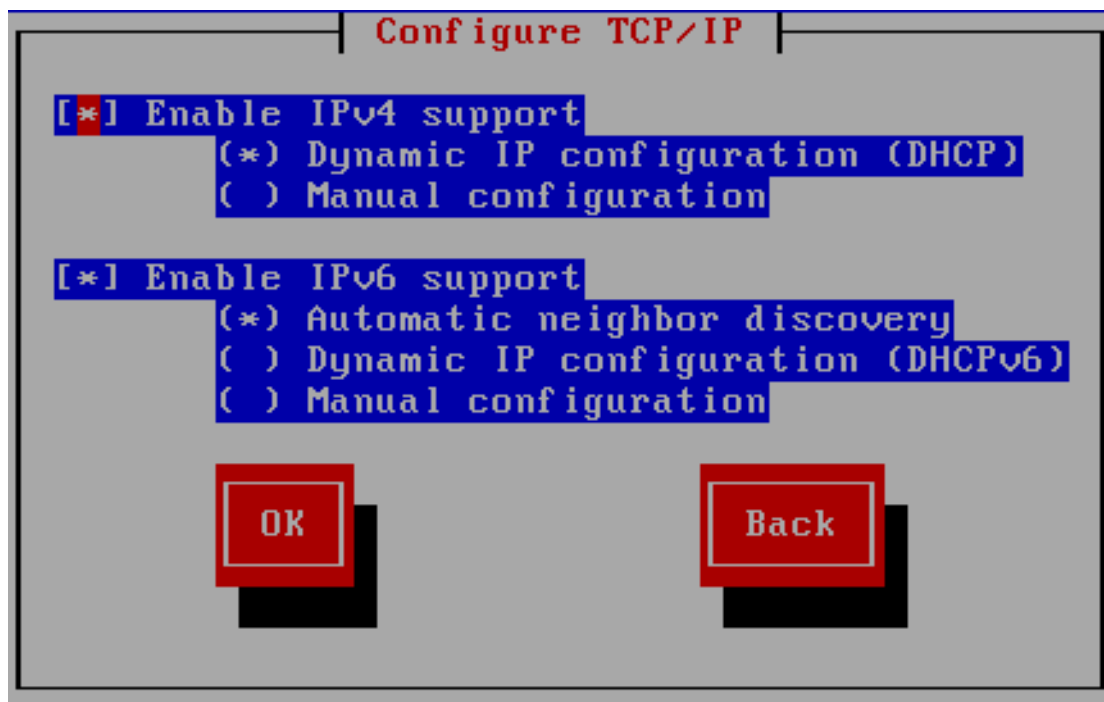 Configure TCP/IP
[*] Enable IPv4 support
(*) Dynamic IP configuration (DHCP)
( ) Manual configuration
[*] Enable IPv6 support
(*) Automatic neighbor discovery
( ) Dynamic IP configuration (DHCPv6)
( ) Manual configuration
OK Back